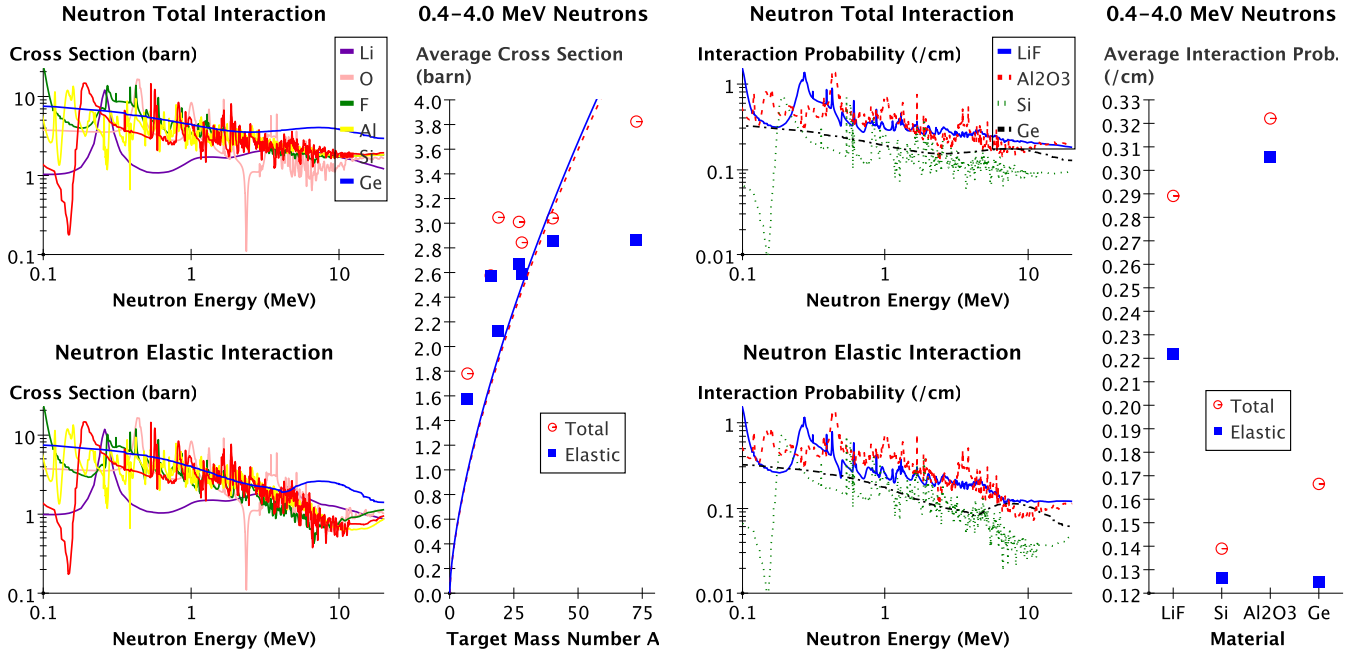 Neutron Total Interaction
Cross Section (barn)
Li
O
F
Al
Si
Ge
10
1
0.1
0.1
1
10
Neutron Energy (MeV)
Neutron Elastic Interaction
Cross Section (barn)
10
1
0.1
0.1
1
10
Neutron Energy (MeV)
0.4–4.0 MeV Neutrons
Average Cross Section
(barn)
4.0
3.8
3.6
3.4
3.2
3.0
2.8
2.6
2.4
2.2
2.0
1.8
1.6
1.4
1.2
1.0
0.8
0.6
0.4
0.2
0.0
Total
Elastic
0
25
50
75
Target Mass Number A
Neutron Total Interaction
Interaction Probability (/cm)
LiF
Al2O3
Si
Ge
1
0.1
0.01
0.1
1
10
Neutron Energy (MeV)
Neutron Elastic Interaction
Interaction Probability (/cm)
1
0.1
0.01
0.1
1
10
Neutron Energy (MeV)
0.4–4.0 MeV Neutrons
Average Interaction Prob.
(/cm)
0.33
0.32
0.31
0.30
0.29
0.28
0.27
0.26
0.25
0.24
0.23
0.22
0.21
0.20
0.19
0.18
0.17
0.16
0.15
0.14
0.13
0.12
Total
Elastic
LiF
Si
Al2O3
Ge
Material